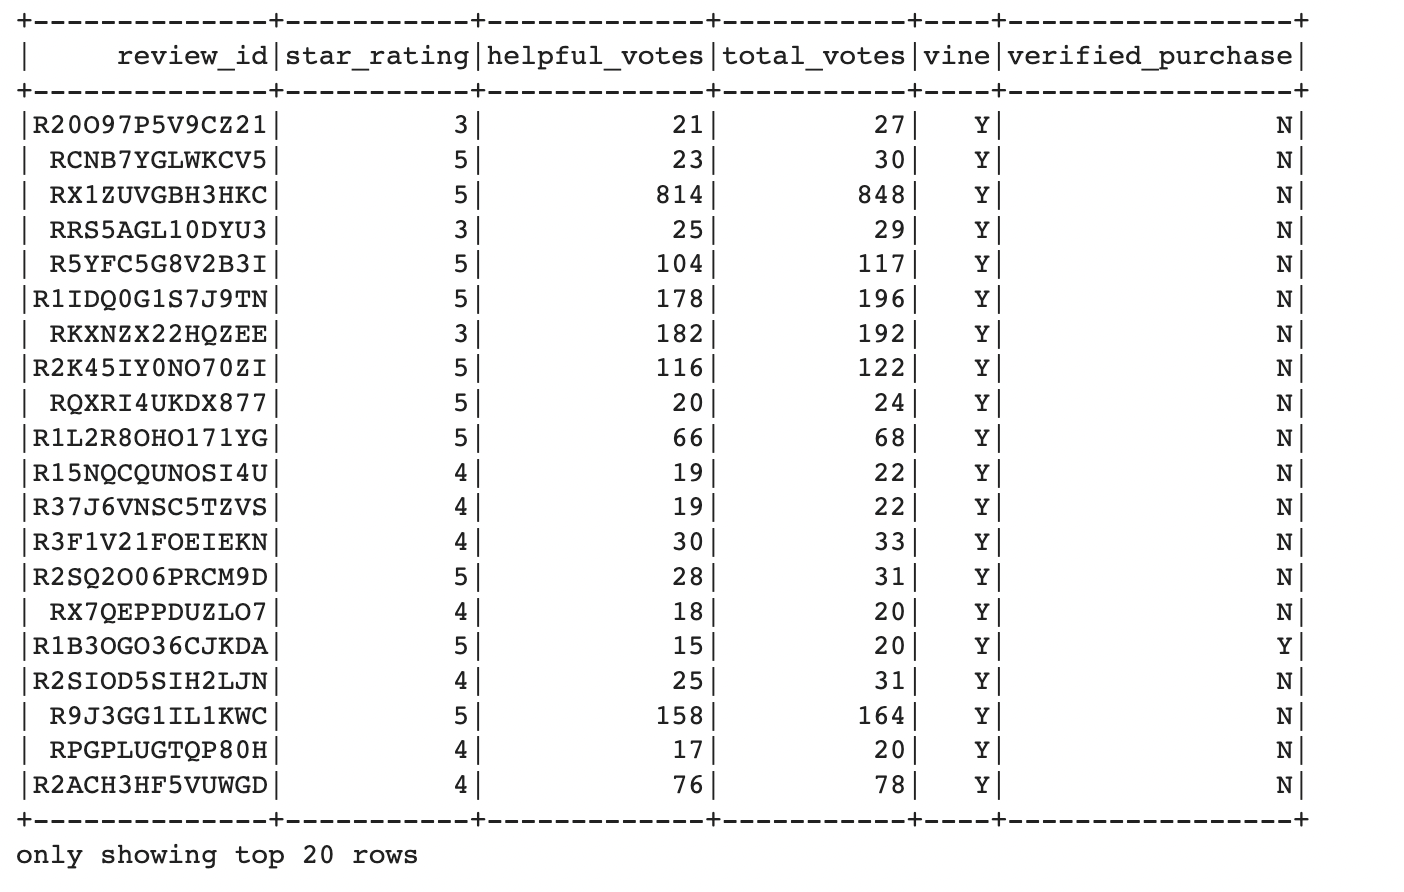 +--------------+-----------+-------------+-----------+----+-----------------+
|     review_id|star_rating|helpful_votes|total_votes|vine|verified_purchase|
+--------------+-----------+-------------+-----------+----+-----------------+
|R20O97P5V9CZ21|          3|           21|         27|   Y|                N|
| RCNB7YGLWKCV5|          5|           23|         30|   Y|                N|
| RX1ZUVGBH3HKC|          5|          814|        848|   Y|                N|
| RRS5AGL10DYU3|          3|           25|         29|   Y|                N|
| R5YFC5G8V2B3I|          5|          104|        117|   Y|                N|
|R1IDQ0G1S7J9TN|          5|          178|        196|   Y|                N|
| RKXNZX22HQZEE|          3|          182|        192|   Y|                N|
|R2K45IY0NO70ZI|          5|          116|        122|   Y|                N|
| RQXRI4UKDX877|          5|           20|         24|   Y|                N|
|R1L2R8OHO171YG|          5|           66|         68|   Y|                N|
|R15NQCQUNOSI4U|          4|           19|         22|   Y|                N|
|R37J6VNSC5TZVS|          4|           19|         22|   Y|                N|
|R3F1V21FOEIEKN|          4|           30|         33|   Y|                N|
|R2SQ2O06PRCM9D|          5|           28|         31|   Y|                N|
| RX7QEPPDUZLO7|          4|           18|         20|   Y|                N|
|R1B3OGO36CJKDA|          5|           15|         20|   Y|                Y|
|R2SIOD5SIH2LJN|          4|           25|         31|   Y|                N|
| R9J3GG1IL1KWC|          5|          158|        164|   Y|                N|
| RPGPLUGTQP80H|          4|           17|         20|   Y|                N|
|R2ACH3HF5VUWGD|          4|           76|         78|   Y|                N|
+--------------+-----------+-------------+-----------+----+-----------------+
only showing top 20 rows